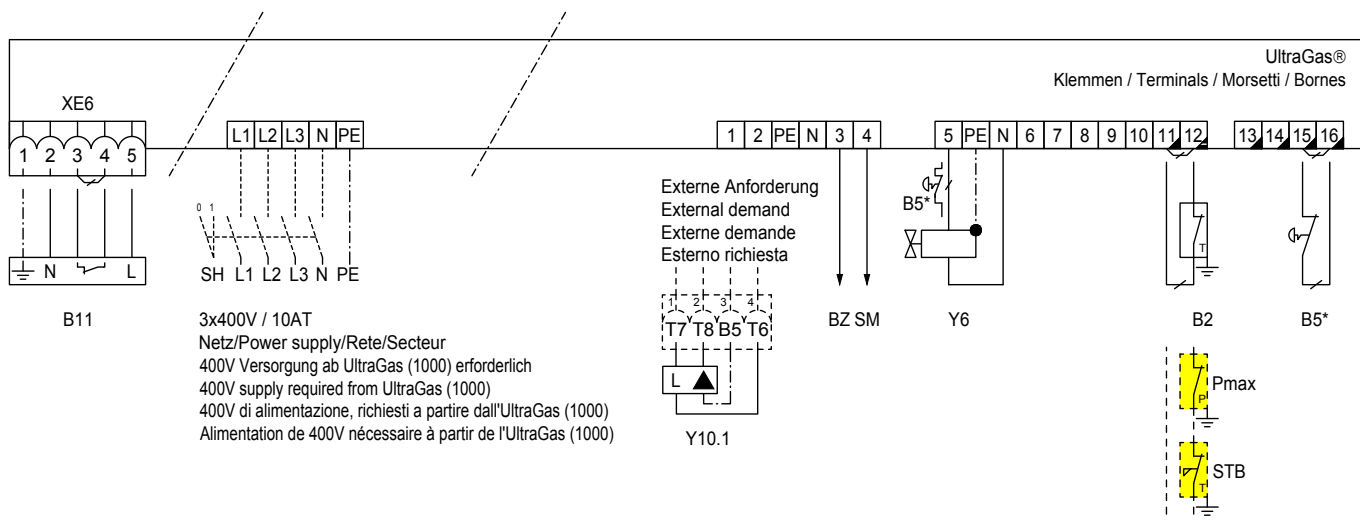 UltraGas®
Klemmen / Terminals / Morsetti / Bornes
XE6
1 2 3 4 5
L1 L2 L3 N PE
1 2 PE N 3 4
5 PE N 6 7 8 9 10 11 12
13 14 15 16
N L
B11
0 1
SH L1 L2 L3 N PE
3x400V / 10AT
Netz/Power supply/Rete/Secteur
400V Versorgung ab UltraGas (1000) erforderlich
400V supply required from UltraGas (1000)
400V di alimentazione, richiesti a partire dall'UltraGas (1000)
Alimentation de 400V nécessaire à partir de l'UltraGas (1000)
Externe Anforderung
External demand
Externe demande
Esterno richiesta
1 2 3 4
T7 T8 B5 T6
L
Y10.1
BZ SM
B5*
Y6
T
B2
B5*
Pmax
P
STB
T